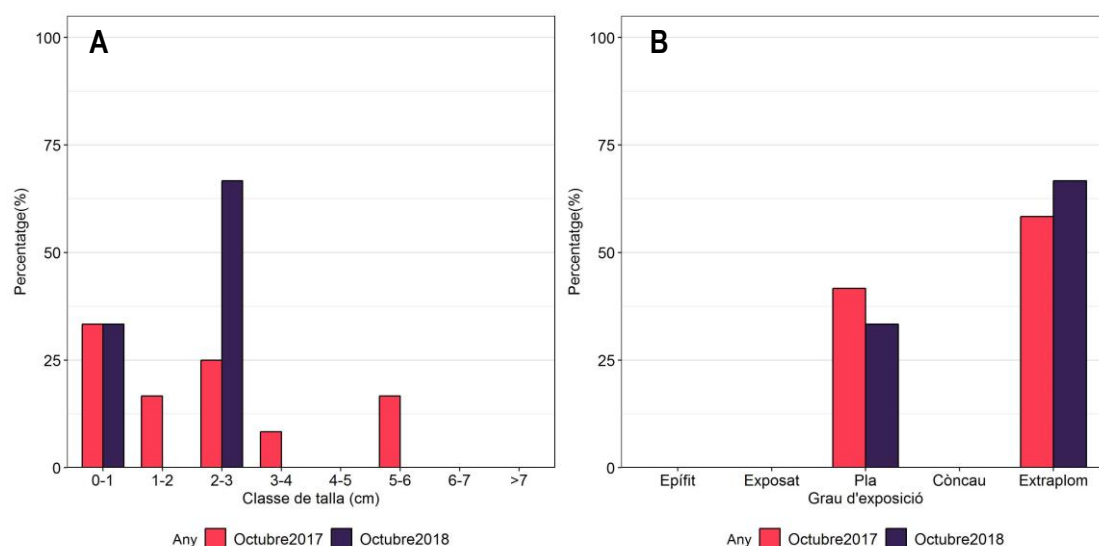 A
100
75
50
25
0
Percentatge(%)
0-1 1-2 2-3 3-4 4-5 5-6 6-7 >7
Classe de talla (cm)
Any Octubre2017 Octubre2018
B
100
75
50
25
0
Percentatge(%)
Epífit Exposat Pla Còncau Extraplom
Grau d'exposició
Any Octubre2017 Octubre2018